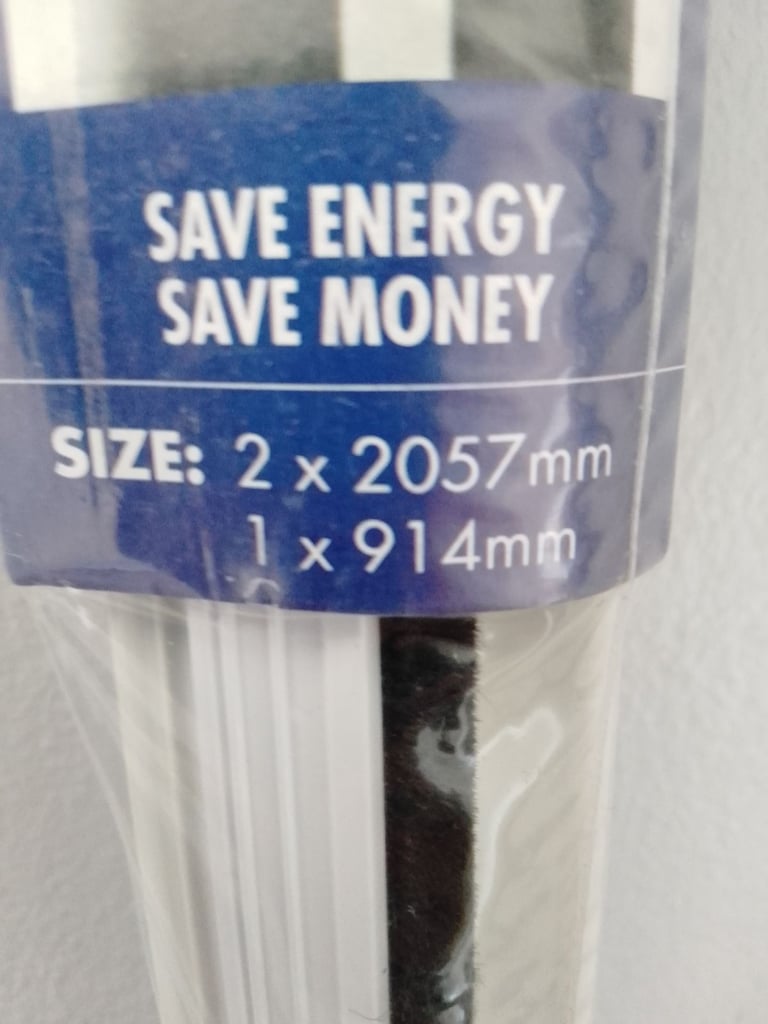 SAVE ENERGY
SAVE MONEY
SIZE: 2 x 2057mm
1 x 914mm